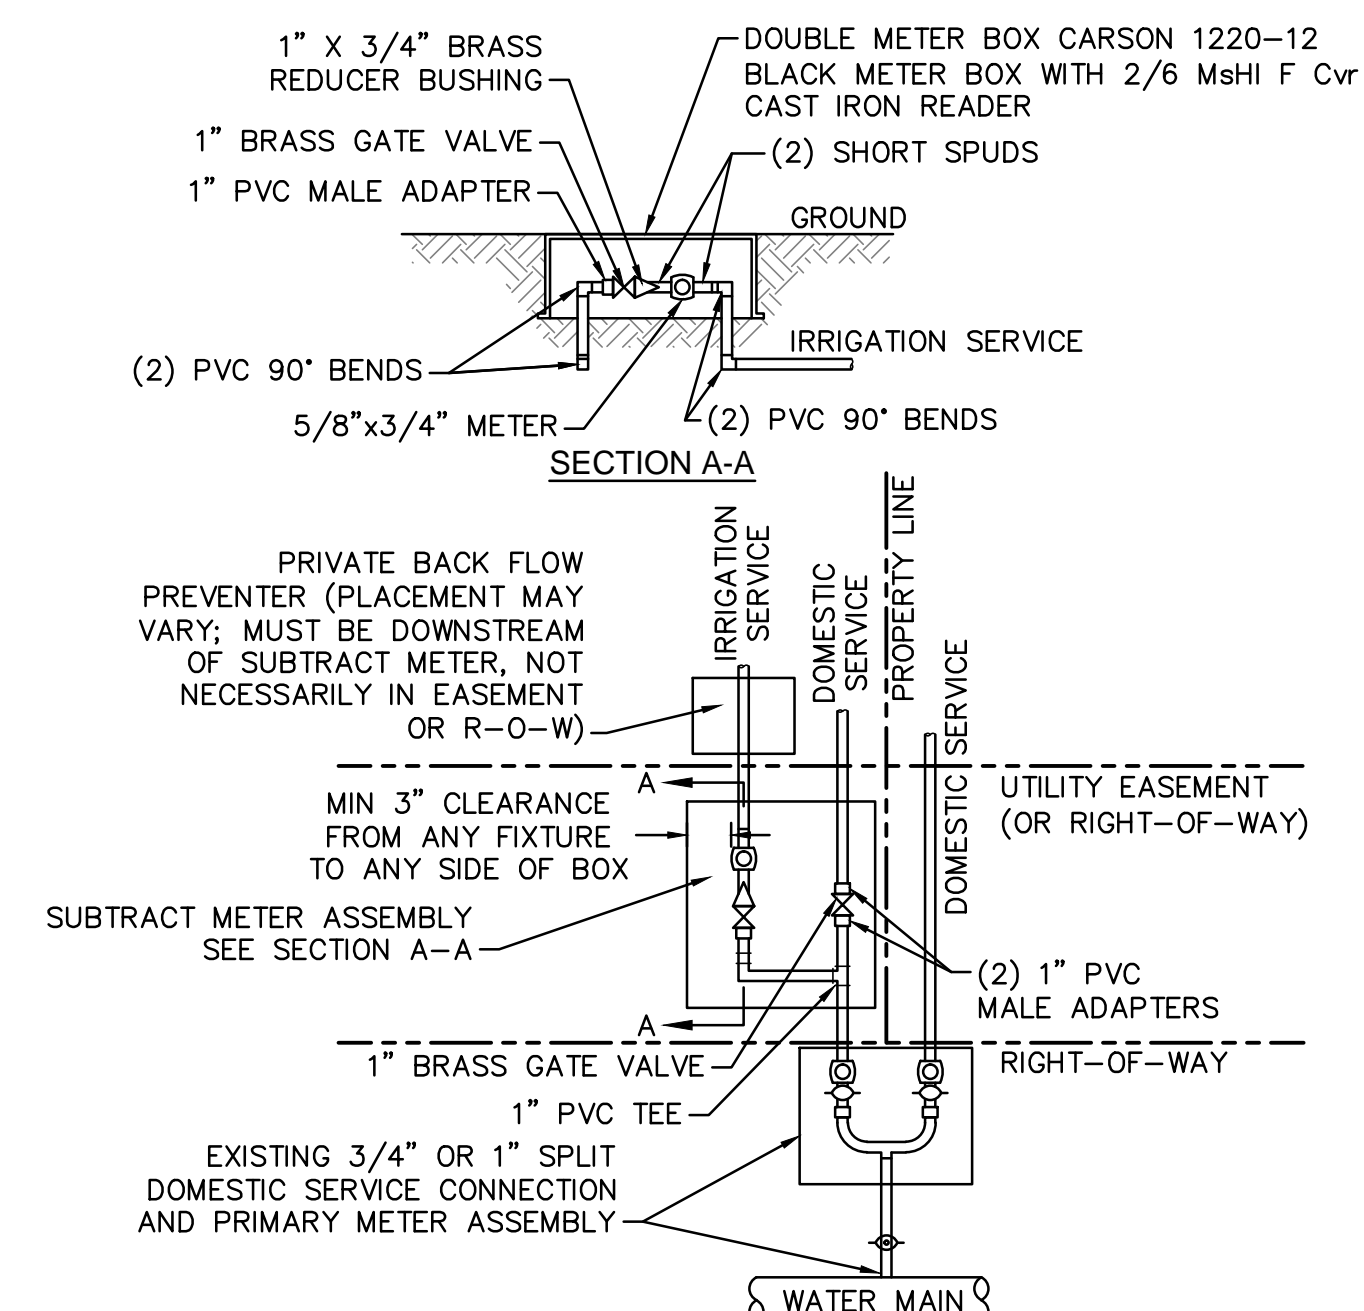 1” X 3/4” BRASS
REDUCER BUSHING
1” BRASS GATE VALVE
1” PVC MALE ADAPTER
DOUBLE METER BOX CARSON 1220-12
BLACK METER BOX WITH 2/6 MsHI F Cvr
CAST IRON READER
(2) SHORT SPUDS
GROUND
IRRIGATION SERVICE
(2) PVC 90° BENDS
5/8”x3/4” METER
(2) PVC 90° BENDS
SECTION A-A
PRIVATE BACK FLOW
PREVENTER (PLACEMENT MAY
VARY; MUST BE DOWNSTREAM
OF SUBTRACT METER, NOT
NECESSARILY IN EASEMENT
OR R-O-W)
IRRIGATION
SERVICE
DOMESTIC
SERVICE
PROPERTY LINE
DOMESTIC SERVICE
A
MIN 3” CLEARANCE
FROM ANY FIXTURE
TO ANY SIDE OF BOX
UTILITY EASEMENT
(OR RIGHT-OF-WAY)
SUBTRACT METER ASSEMBLY
SEE SECTION A-A
(2) 1” PVC
MALE ADAPTERS
A
1” BRASS GATE VALVE
RIGHT-OF-WAY
1” PVC TEE
EXISTING 3/4” OR 1” SPLIT
DOMESTIC SERVICE CONNECTION
AND PRIMARY METER ASSEMBLY
WATER MAIN